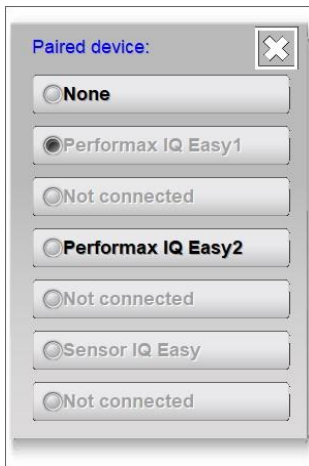 Paired device:
None
Performax IQ Easy1
Not connected
Performax IQ Easy2
Not connected
Sensor IQ Easy
Not connected